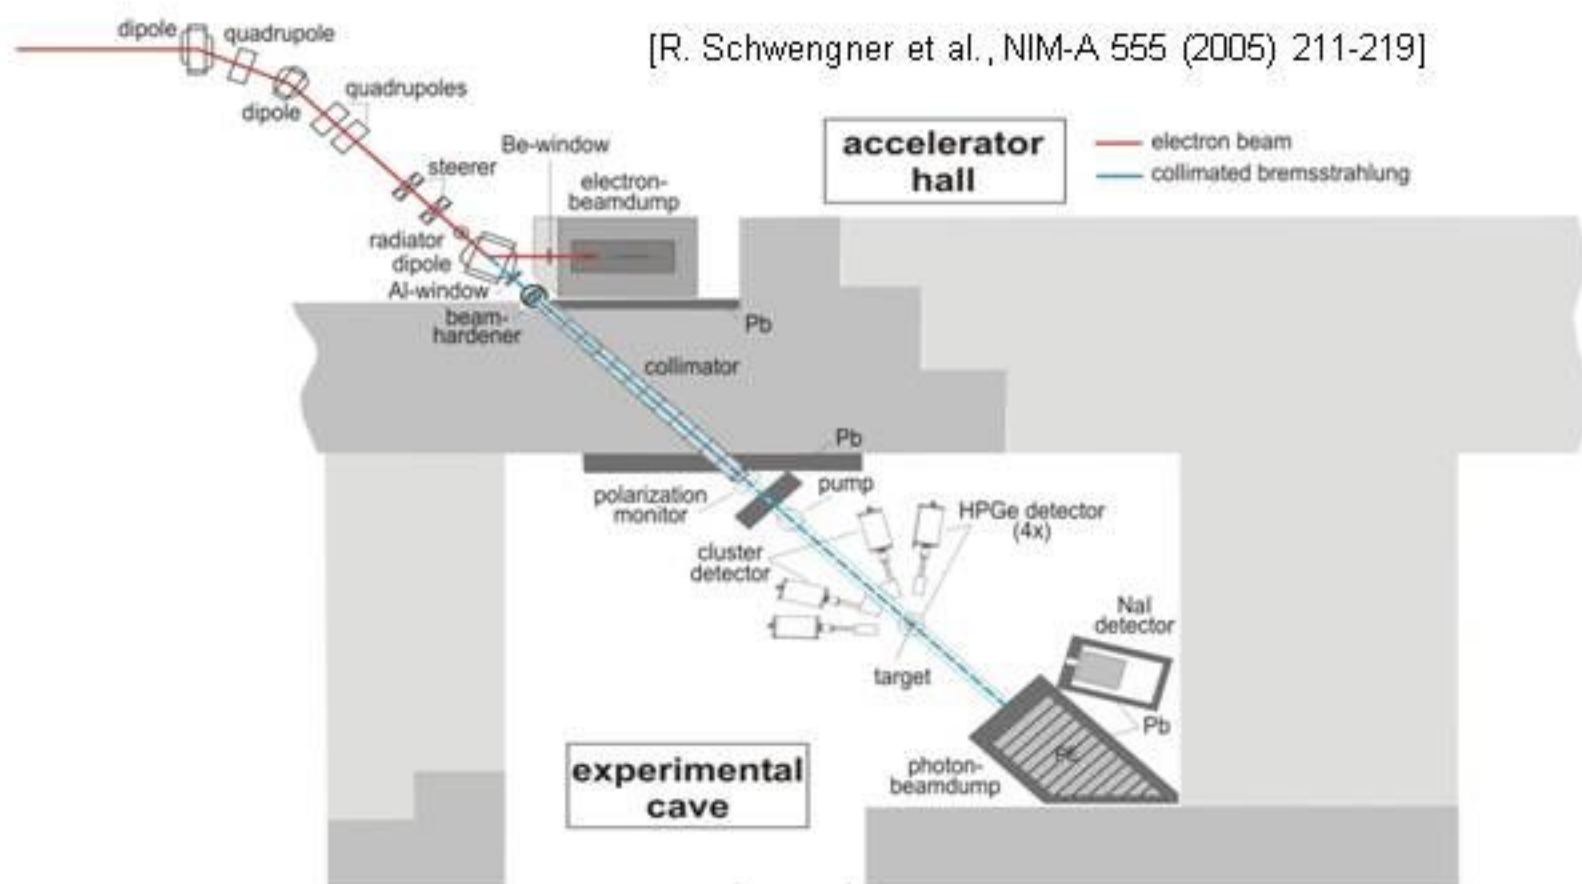 dipole
quadrupole
[R. Schwengner et al., NIM-A 555 (2005) 211-219]
quadrupoles
dipole
Be-window
accelerator
hall
electron beam
collimated bremsstrahlung
steerer
electron-
beamdump
radiator
dipole
Al-window
beam-
hardener
Pb
collimator
Pb
polarization
monitor
pump
HPGe detector
(4x)
cluster
detector
NaI
detector
target
Pb
PE
photon-
beamdump
experimental
cave